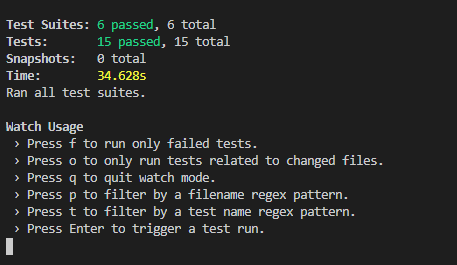 Test Suites: 6 passed, 6 total
Tests:       15 passed, 15 total
Snapshots:   0 total
Time:        34.628s
Ran all test suites.

Watch Usage
 › Press f to run only failed tests.
 › Press o to only run tests related to changed files.
 › Press q to quit watch mode.
 › Press p to filter by a filename regex pattern.
 › Press t to filter by a test name regex pattern.
 › Press Enter to trigger a test run.